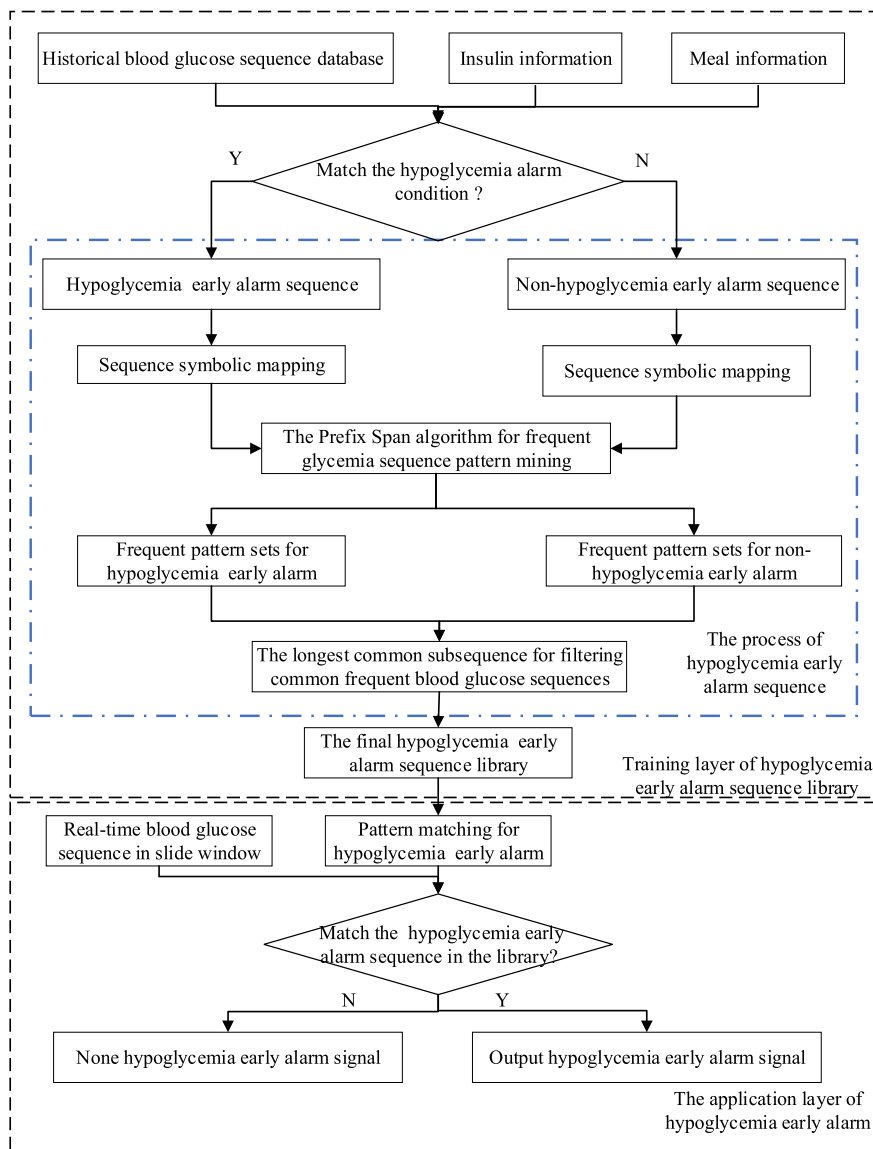 Historical blood glucose sequence database
Insulin information
Meal information
Y
N
Match the hypoglycemia alarm
condition ?
Hypoglycemia early alarm sequence
Non-hypoglycemia early alarm sequence
Sequence symbolic mapping
Sequence symbolic mapping
The Prefix Span algorithm for frequent
glycemia sequence pattern mining
Frequent pattern sets for
hypoglycemia early alarm
Frequent pattern sets for non-
hypoglycemia early alarm
The longest common subsequence for filtering
common frequent blood glucose sequences
The process of
hypoglycemia early
alarm sequence
The final hypoglycemia early
alarm sequence library
Training layer of hypoglycemia
early alarm sequence library
Real-time blood glucose
sequence in slide window
Pattern matching for
hypoglycemia early alarm
Match the hypoglycemia early
alarm sequence in the library?
N
Y
None hypoglycemia early alarm signal
Output hypoglycemia early alarm signal
The application layer of
hypoglycemia early alarm